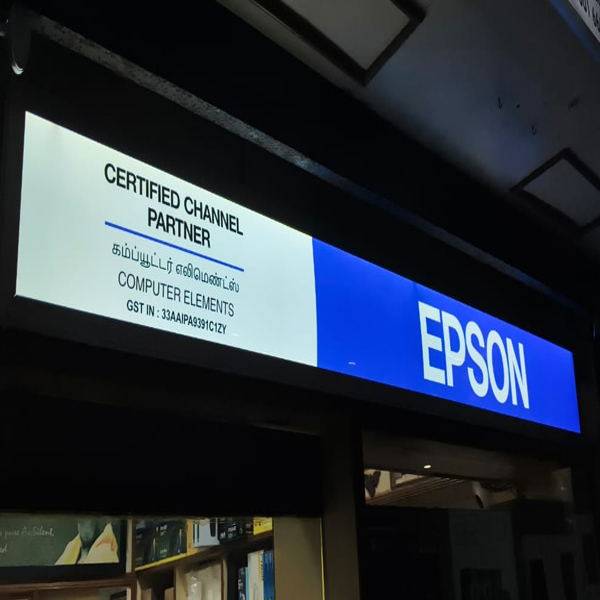 CERTIFIED CHANNEL
PARTNER
கம்ப்யூட்டர் எலிமெண்ட்ஸ்
COMPUTER ELEMENTS
GST IN : 33AAIPA9391C1ZY
EPSON